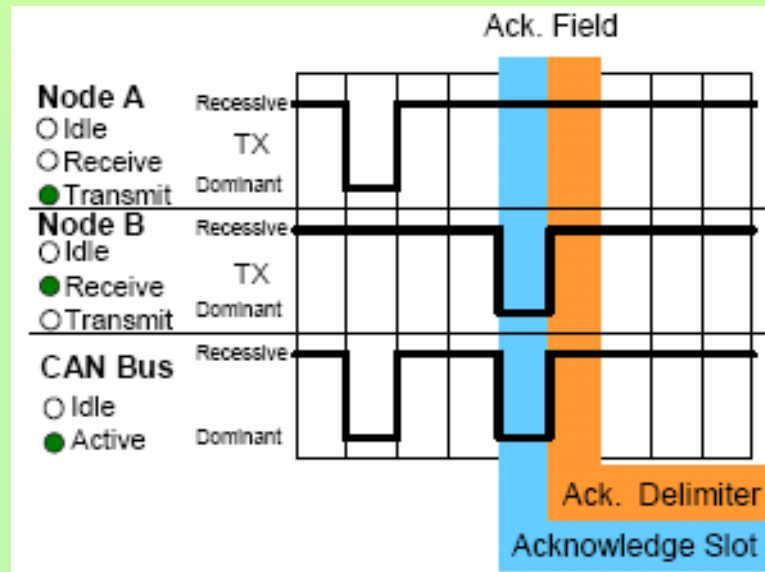 Ack. Field
Node A
Idle
Receive
Transmit
Recessive
TX
Dominant
Node B
Idle
Receive
Transmit
Recessive
TX
Dominant
CAN Bus
Idle
Active
Recessive
Dominant
Ack. Delimiter
Acknowledge Slot